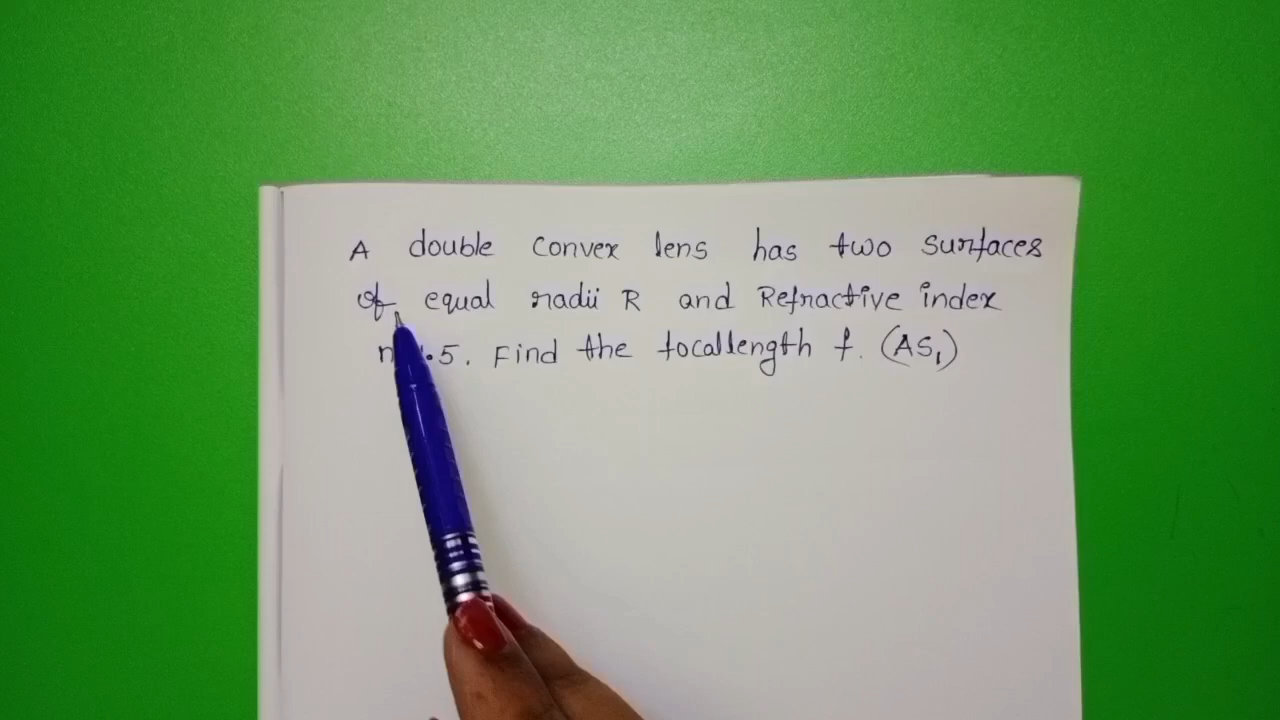 A double convex lens has two surfaces
of equal radii R and Refractive index
n .5. Find the focallength f. (AS1)